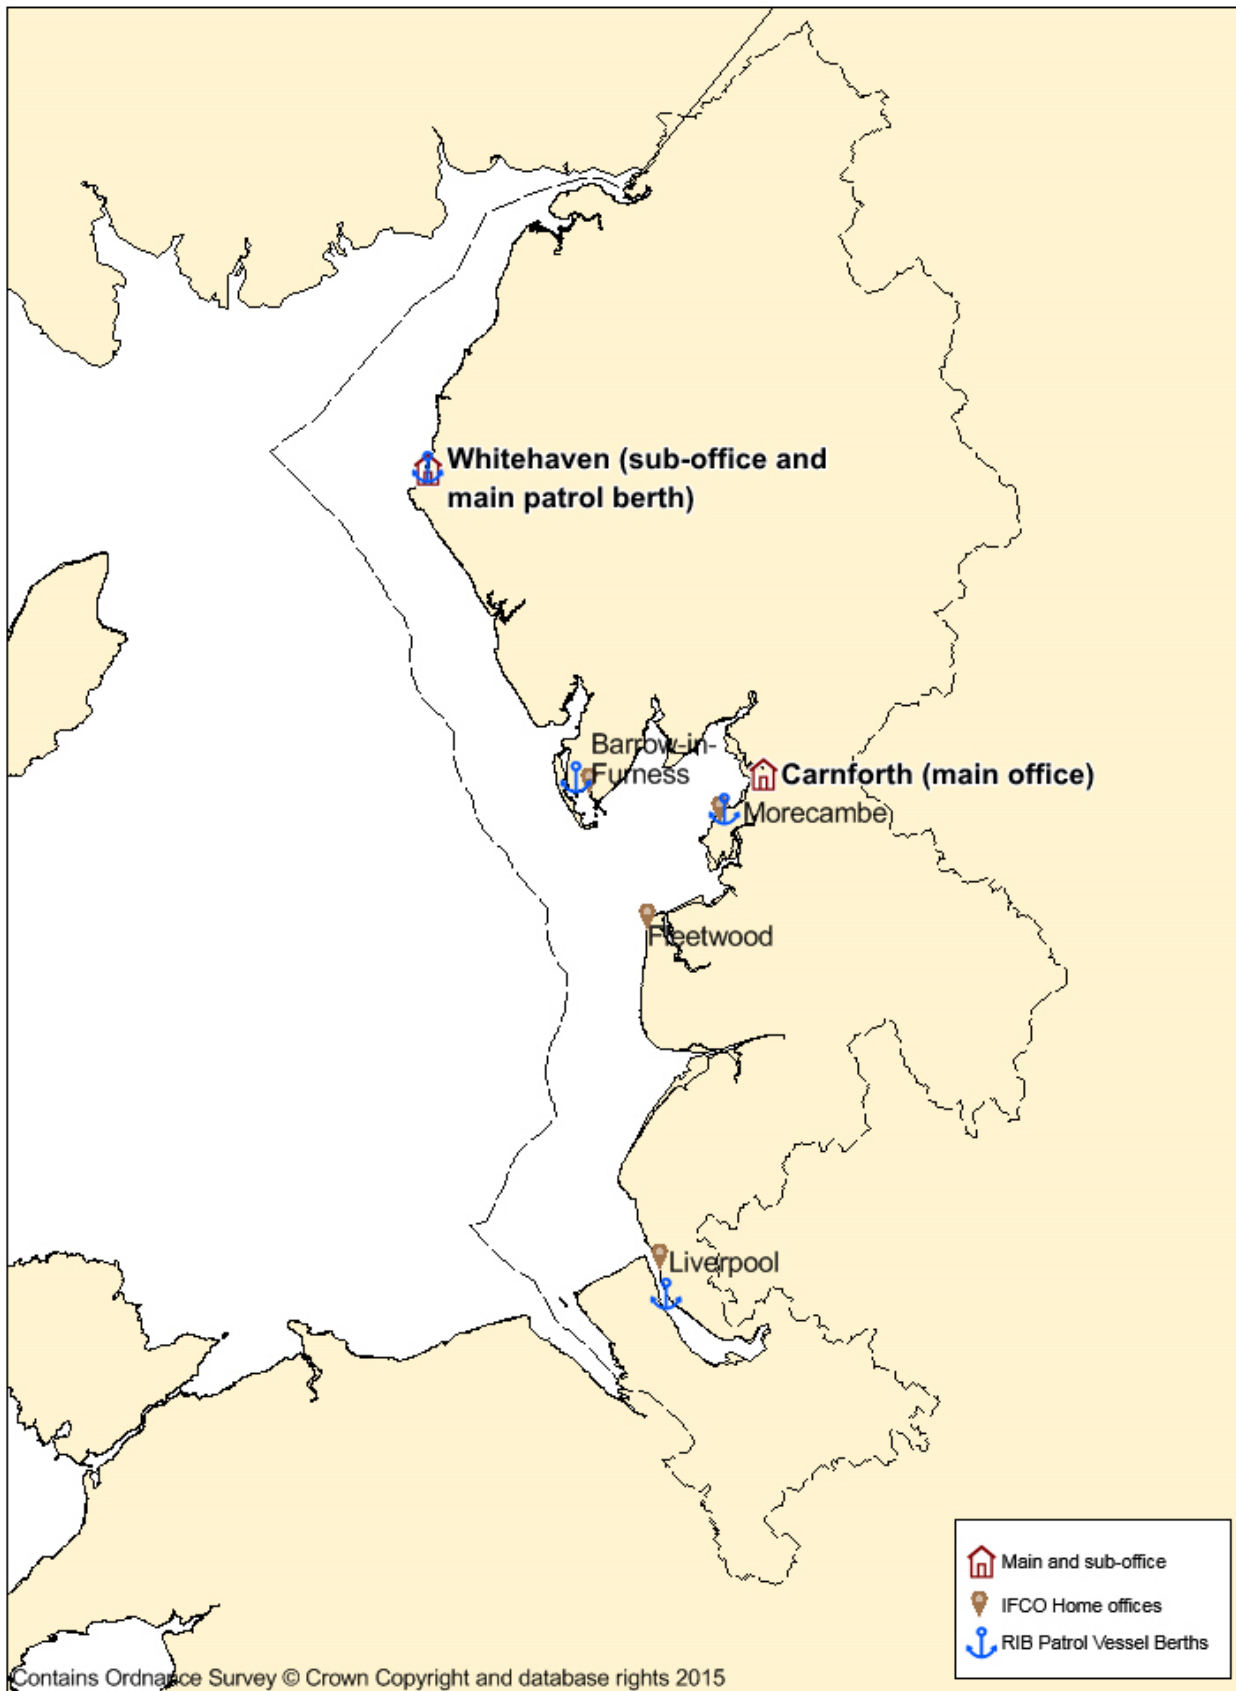 Whitehaven (sub-office and
main patrol berth)
Barrow-in-
Furness
Carnforth (main office)
Morecambe
Fleetwood
Liverpool
Main and sub-office
IFCO Home offices
RIB Patrol Vessel Berths
Contains Ordnance Survey © Crown Copyright and database rights 2015